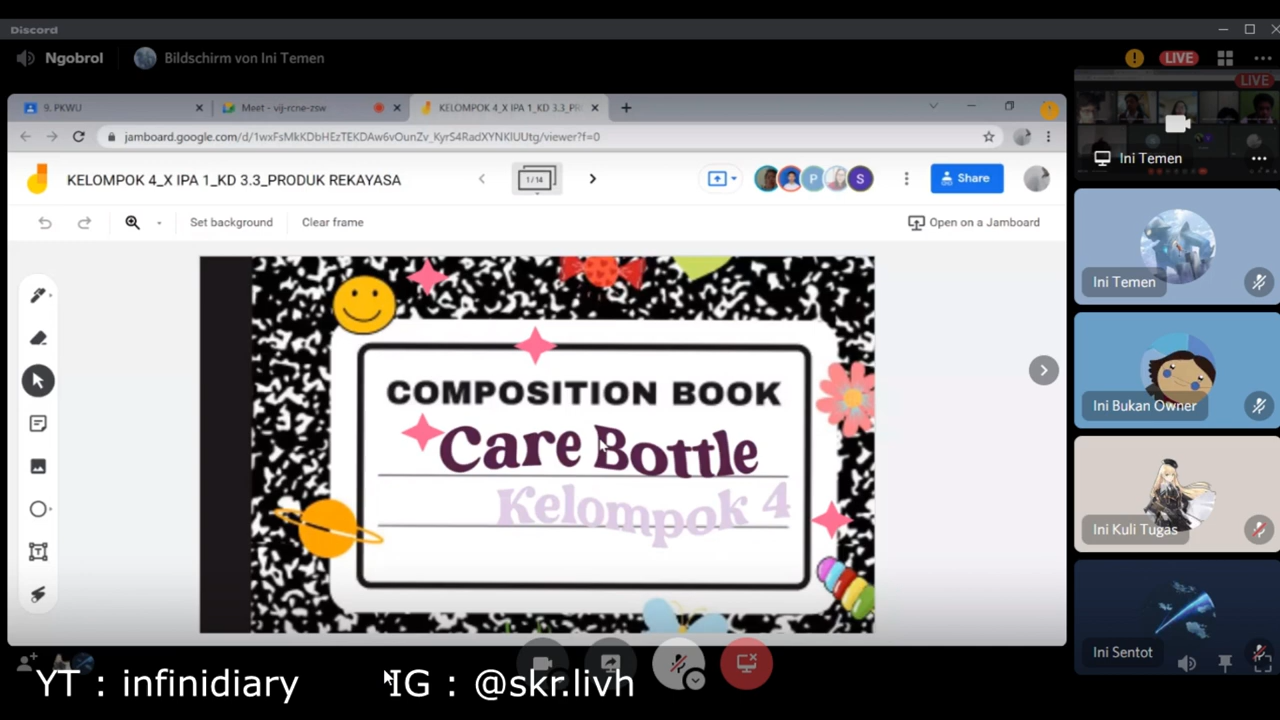 Discord
Ngobrol
Bildschirm von Ini Temen
LIVE
LIVE
9. PKWU
Meet - vij-rcne-zsw
KELOMPOK 4_X IPA 1_KD 3.3_PR
jamboard.google.com/d/1wxFsMkKDbHEzTEKDAw6vOunZv_KyrS4RadXYNKlUUtg/viewer?f=0
KELOMPOK 4_X IPA 1_KD 3.3_PRODUK REKAYASA
1/14
P
S
Share
Set background
Clear frame
Open on a Jamboard
COMPOSITION BOOK
Care Bottle
Kelompok 4
Ini Temen
Ini Temen
Ini Bukan Owner
Ini Kuli Tugas
Ini Sentot
YT : infinidiary
IG : @skr.livh